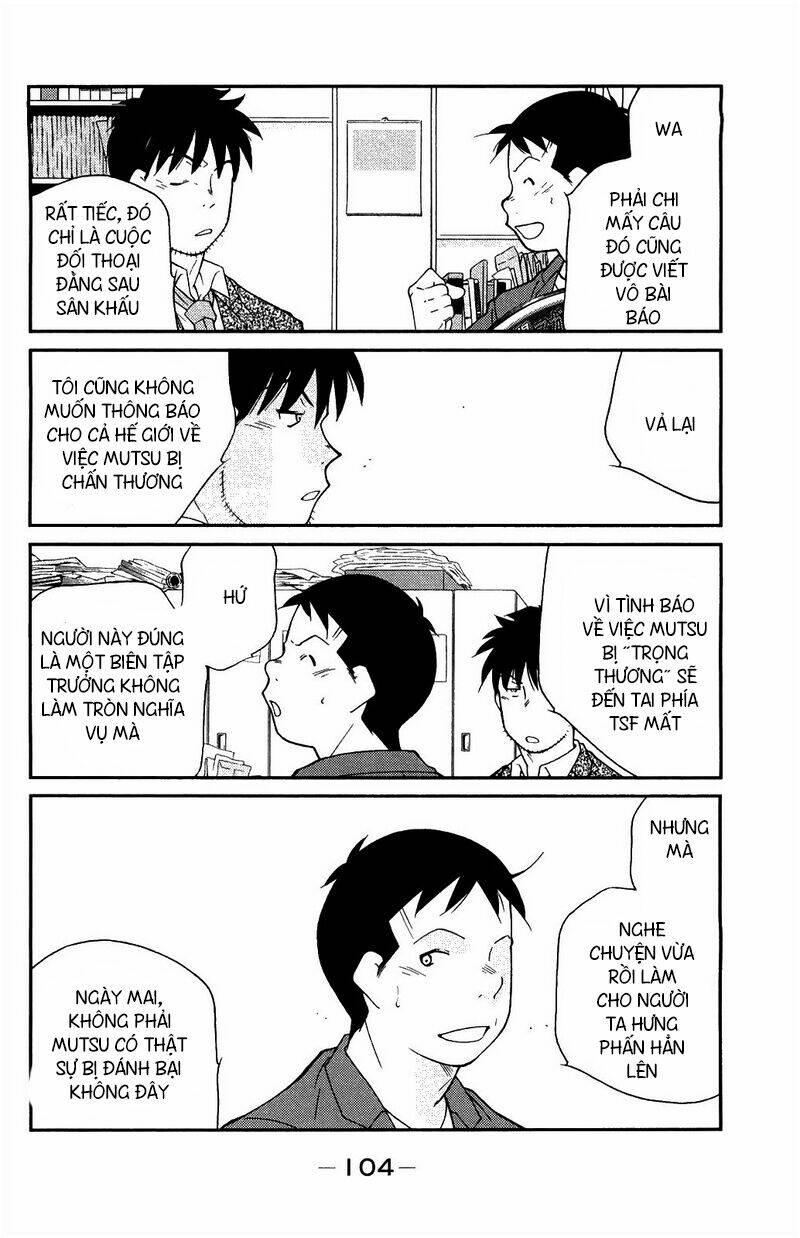 WA
PHẢI CHI
MẤY CÂU
ĐÓ CŨNG
ĐƯỢC VIẾT
VÔ BÀI
BÁO
RẤT TIẾC, ĐÓ
CHỈ LÀ CUỘC
ĐỐI THOẠI
ĐẰNG SAU
SÂN KHẤU
VẢ LẠI
TÔI CŨNG KHÔNG
MUỐN THÔNG BÁO
CHO CẢ HẾ GIỚI VỀ
VIỆC MUTSU BỊ
CHẤN THƯƠNG
VÌ TÌNH BÁO
VỀ VIỆC MUTSU
BỊ ˝TRỌNG
THƯƠNG˝ SẼ
ĐẾN TAI PHÍA
TSF MẤT
HỨ
NGƯỜI NÀY ĐÚNG
LÀ MỘT BIÊN TẬP
TRƯỞNG KHÔNG
LÀM TRÒN NGHĨA
VỤ MÀ
NHƯNG
MÀ
NGHE
CHUYỆN VỪA
RỒI LÀM
CHO NGƯỜI
TA HƯNG
PHẤN HẲN
LÊN
NGÀY MAI,
KHÔNG PHẢI
MUTSU CÓ THẬT
SỰ BỊ ĐÁNH BẠI
KHÔNG ĐÂY
—104—